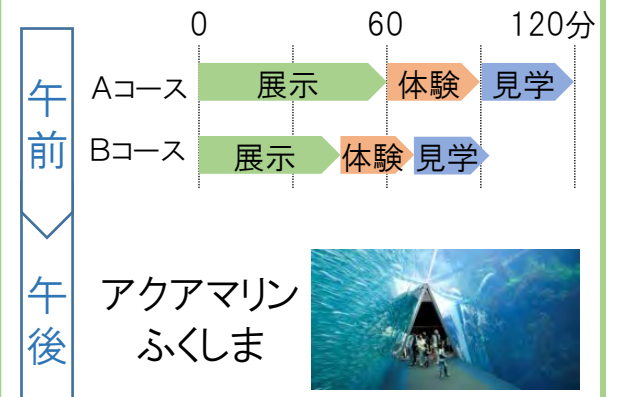 0 60 120分
午前
Aコース 展示 体験 見学
Bコース 展示 体験 見学
午後
アクアマリン
ふくしま